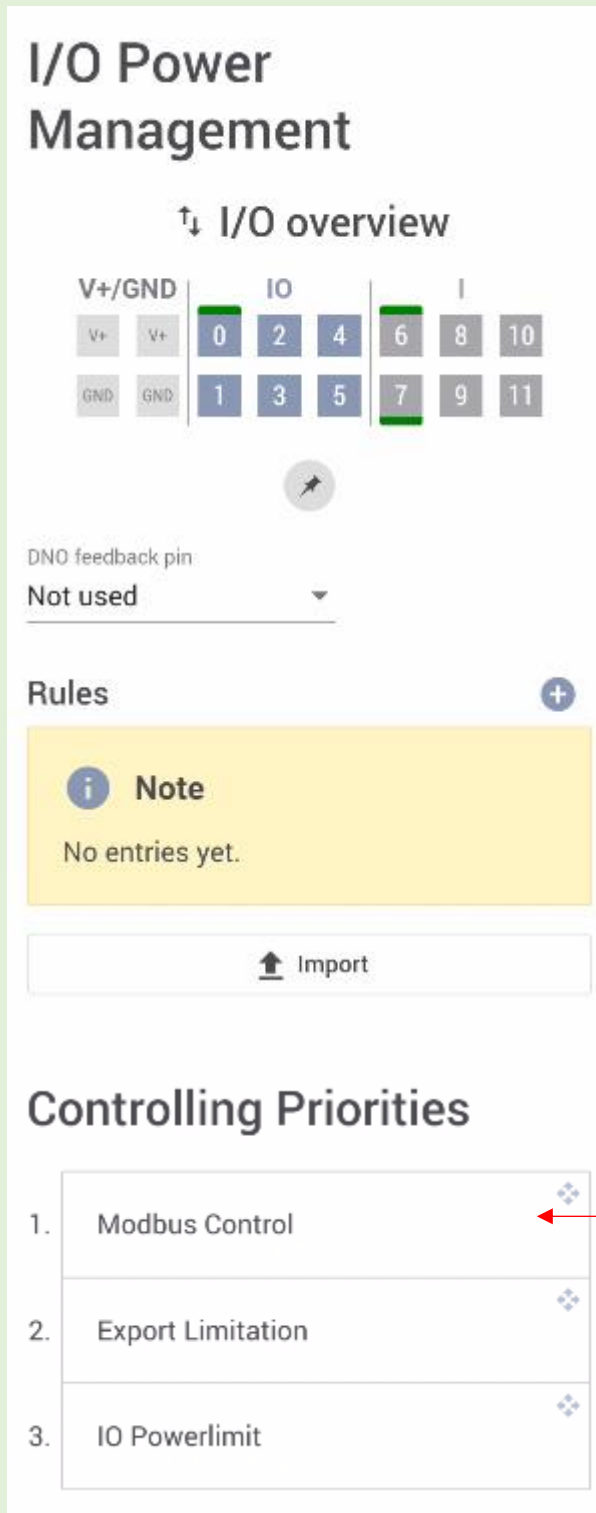 I/O Power
Management
I/O overview
V+/GND IO I
V+ V+ 0 2 4 6 8 10
GND GND 1 3 5 7 9 11
DNO feedback pin
Not used
Rules
Note
No entries yet.
Import
Controlling Priorities
1. Modbus Control
2. Export Limitation
3. IO Powerlimit